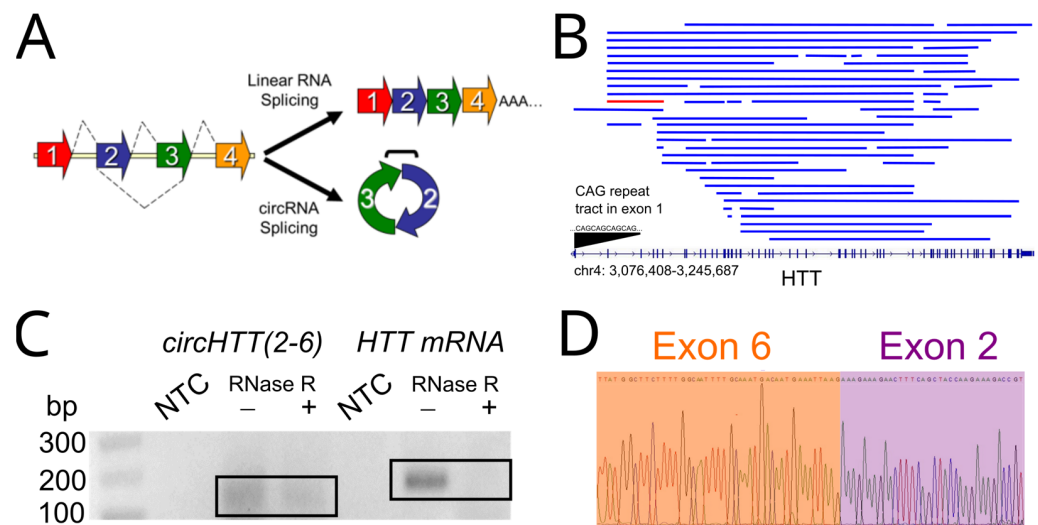 A
Linear RNA
Splicing
1 2 3 4 AAA...
1 2 3 4
circRNA
Splicing
3 2
B
CAG repeat
tract in exon 1
...CAGCAGCAGCAG...
chr4: 3,076,408-3,245,687
HTT
C
circHTT(2-6) HTT mRNA
NTC RNase R NTC RNase R
bp – + – +
300
200
100
D
Exon 6 Exon 2
TTATGGCTTCTTTTGGCAATTTTGCAAATGACAATGAAATTAAGAAAGAAAGAACTTTCAGCTACCAAGAAAGACCGT